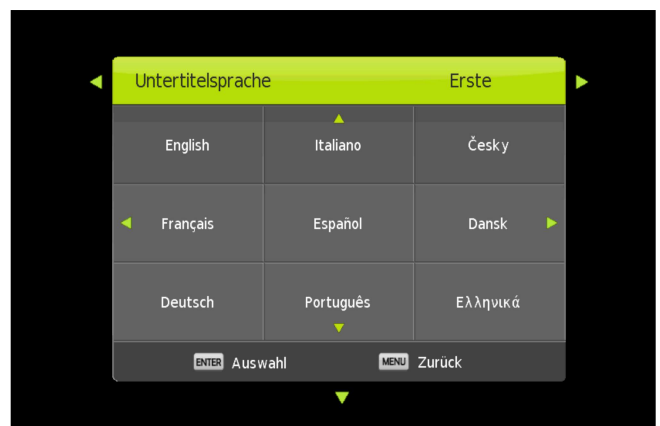 Untertitelsprache Erste
English Italiano Česky
Français Español Dansk
Deutsch Português Ελληνικά
ENTER Auswahl MENU Zurück